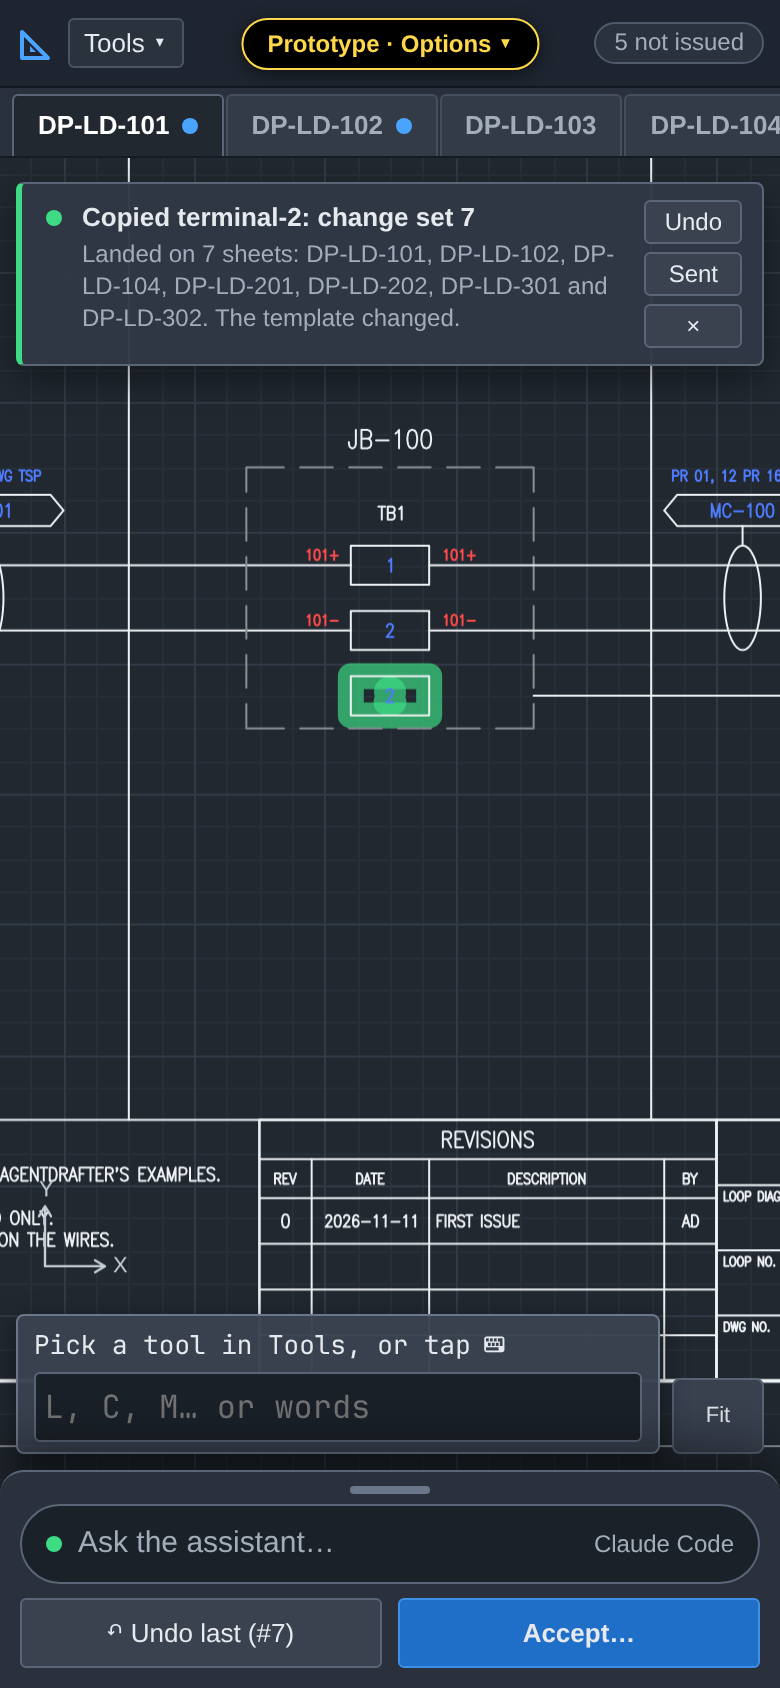 Tools ▾
Prototype · Options ▾
5 not issued
DP-LD-101
DP-LD-102
DP-LD-103
DP-LD-104
Copied terminal-2: change set 7
Landed on 7 sheets: DP-LD-101, DP-LD-102, DP-
LD-104, DP-LD-201, DP-LD-202, DP-LD-301 and
DP-LD-302. The template changed.
Undo
Sent
×
JB-100
TSP
PR 01, 12 PR 16
MC-100
TB1
101+ 1 101+
101- 2 101-
2
REVISIONS
REV DATE DESCRIPTION BY
0 2026-11-11 FIRST ISSUE AD
AGENTDRAFTER'S EXAMPLES.
Y
ONLY.
ON THE WIRES.
X
LOOP NO.
DWG NO.
Pick a tool in Tools, or tap
L, C, M… or words
Fit
Ask the assistant…
Claude Code
Undo last (#7)
Accept…